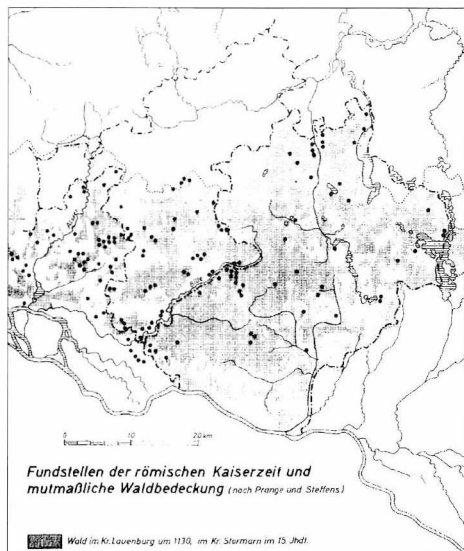 0 10 20 km
Fundstellen der römischen Kaiserzeit und
mutmaßliche Waldbedeckung (nach Prange und Steffens)
Wald im Kr. Lauenburg um 1130, im Kr. Stormarn im 15 Jhdt.